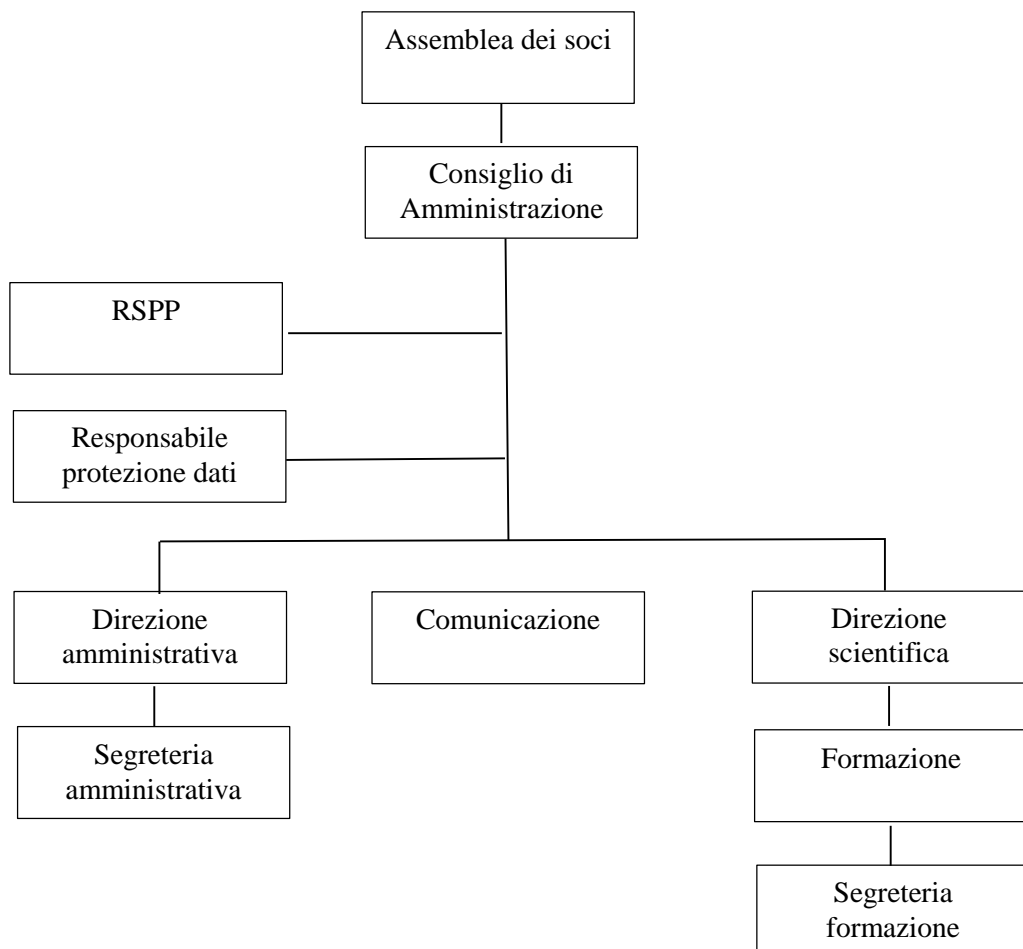 Assemblea dei soci
Consiglio di
Amministrazione
RSPP
Responsabile
protezione dati
Direzione
amministrativa
Comunicazione
Direzione
scientifica
Segreteria
amministrativa
Formazione
Segreteria
formazione